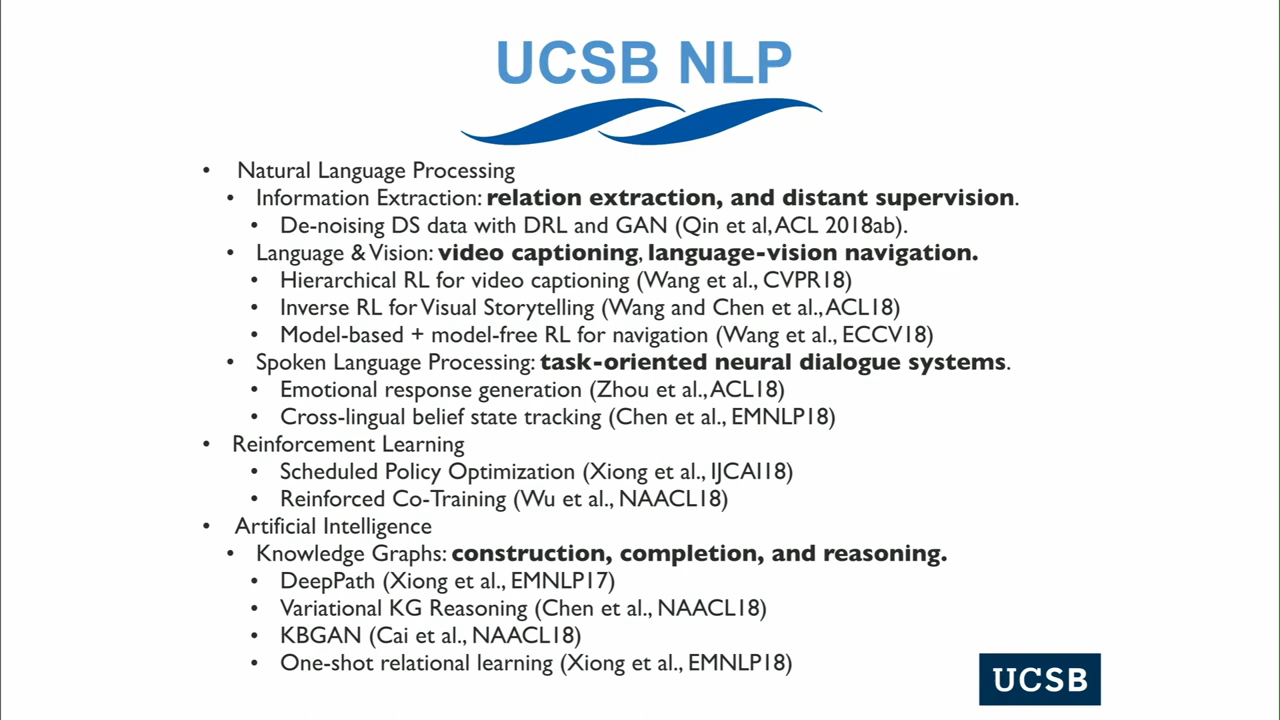 UCSB NLP
• Natural Language Processing
• Information Extraction: relation extraction, and distant supervision.
• De-noising DS data with DRL and GAN (Qin et al, ACL 2018ab).
• Language & Vision: video captioning, language-vision navigation.
• Hierarchical RL for video captioning (Wang et al., CVPR18)
• Inverse RL for Visual Storytelling (Wang and Chen et al., ACL18)
• Model-based + model-free RL for navigation (Wang et al., ECCV18)
• Spoken Language Processing: task-oriented neural dialogue systems.
• Emotional response generation (Zhou et al., ACL18)
• Cross-lingual belief state tracking (Chen et al., EMNLP18)
• Reinforcement Learning
• Scheduled Policy Optimization (Xiong et al., IJCAI18)
• Reinforced Co-Training (Wu et al., NAACL18)
• Artificial Intelligence
• Knowledge Graphs: construction, completion, and reasoning.
• DeepPath (Xiong et al., EMNLP17)
• Variational KG Reasoning (Chen et al., NAACL18)
• KBGAN (Cai et al., NAACL18)
• One-shot relational learning (Xiong et al., EMNLP18)
UCSB